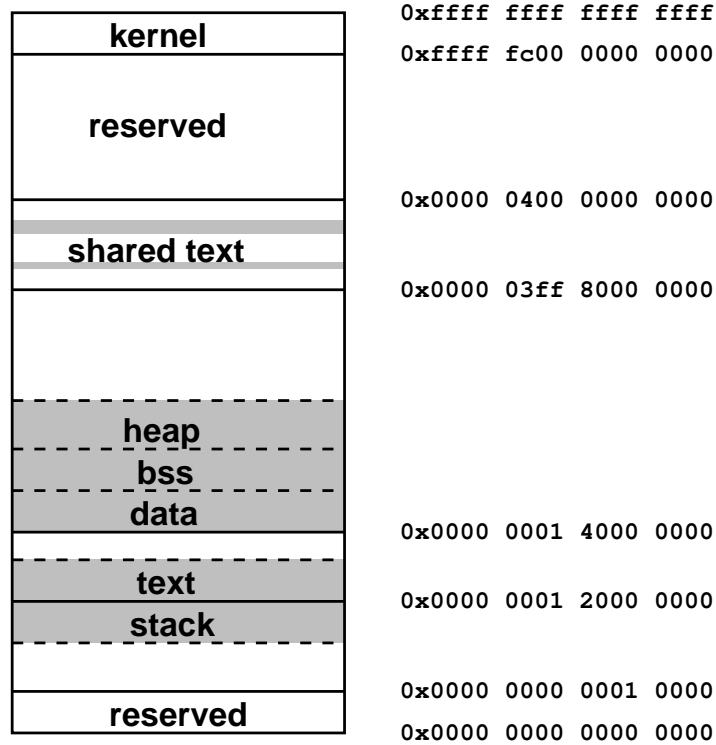 0xffff ffff ffff ffff
kernel
0xffff fc00 0000 0000
reserved
0x0000 0400 0000 0000
shared text
0x0000 03ff 8000 0000
heap
bss
data
0x0000 0001 4000 0000
text
0x0000 0001 2000 0000
stack
0x0000 0000 0001 0000
reserved
0x0000 0000 0000 0000